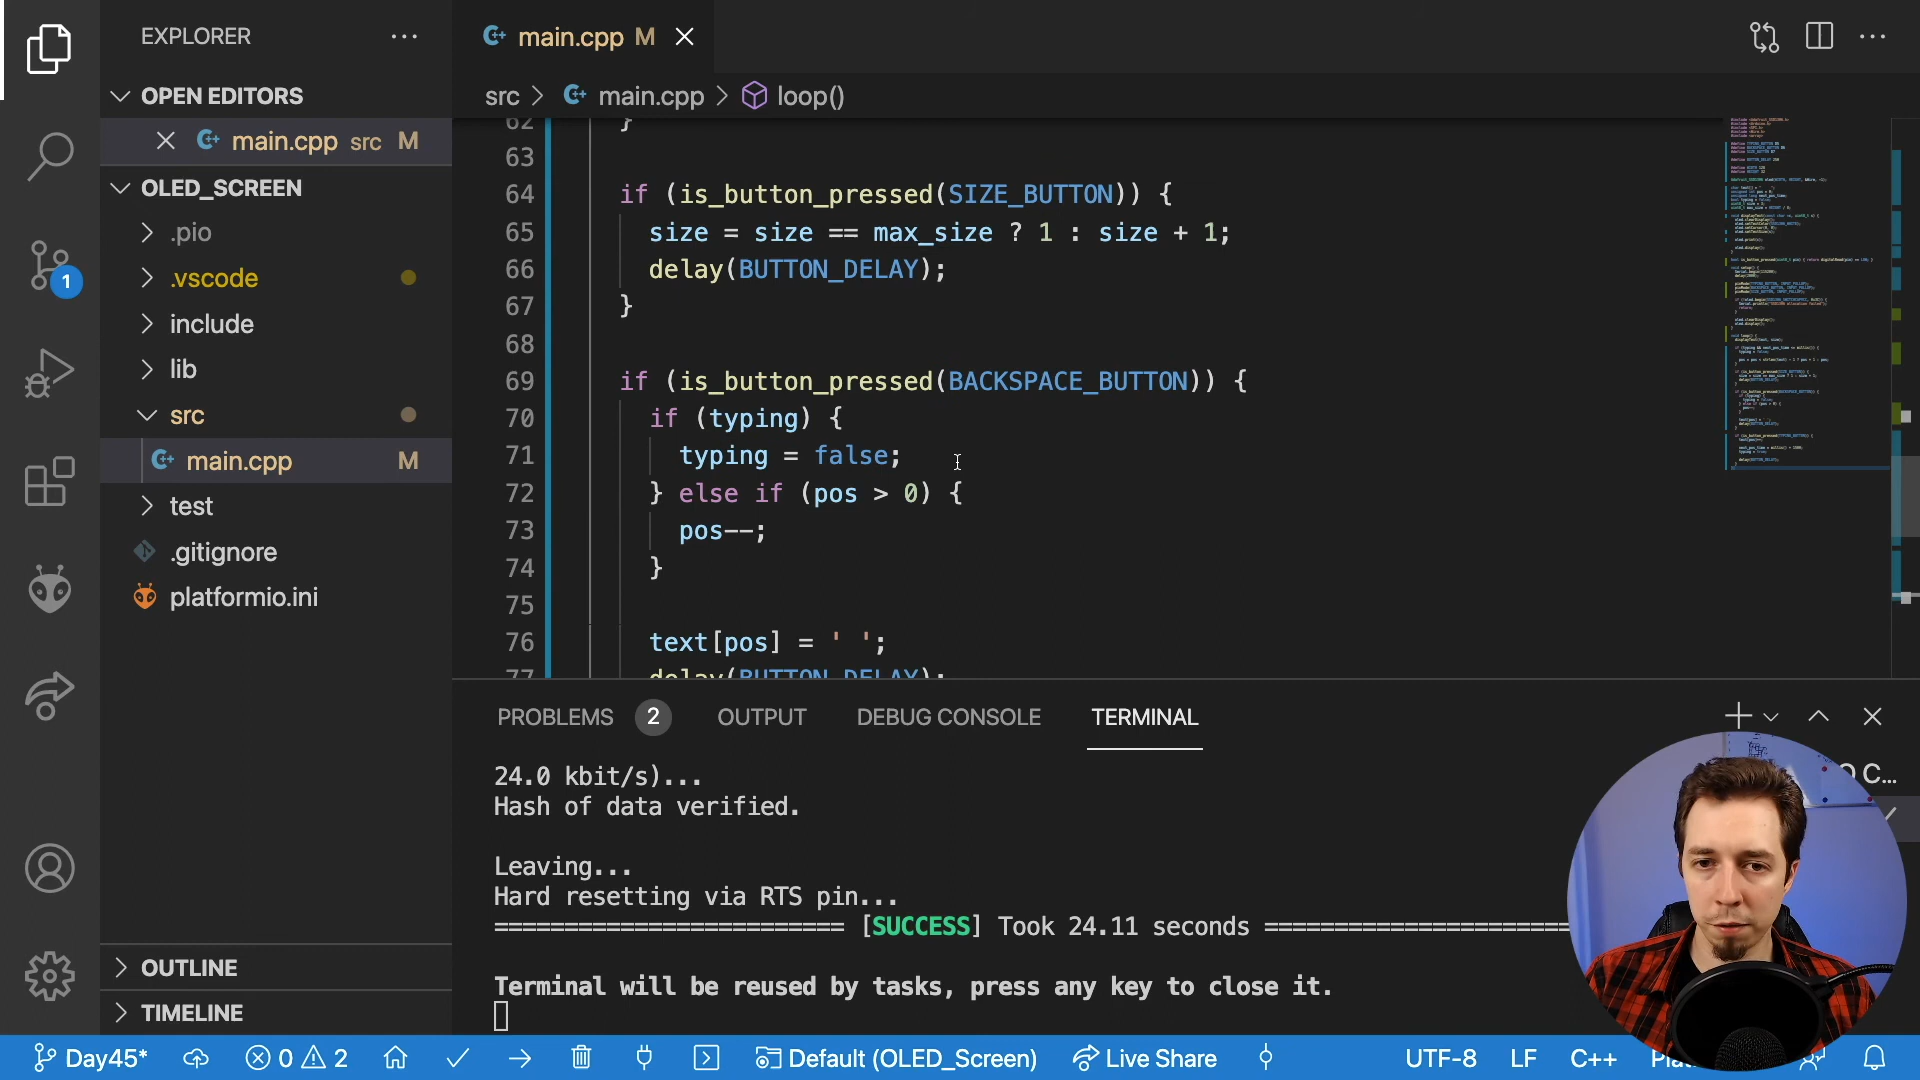 EXPLORER
main.cpp M
OPEN EDITORS
src main.cpp loop()
main.cpp src M
62 }
OLED_SCREEN
63
.pio
64 if (is_button_pressed(SIZE_BUTTON)) {
65 size = size == max_size ? 1 : size + 1;
.vscode
66 delay(BUTTON_DELAY);
67 }
include
68
lib
69 if (is_button_pressed(BACKSPACE_BUTTON)) {
src
70 if (typing) {
main.cpp M
71 typing = false;
72 } else if (pos > 0) {
test
73 pos--;
.gitignore
74 }
platformio.ini
75
76 text[pos] = ' ';
77 delay(BUTTON_DELAY);
1
PROBLEMS 2 OUTPUT DEBUG CONSOLE TERMINAL
24.0 kbit/s)...
Hash of data verified.
Leaving...
Hard resetting via RTS pin...
======================== [SUCCESS] Took 24.11 seconds =====================
Terminal will be reused by tasks, press any key to close it.
OUTLINE
TIMELINE
Day45* 0 2 Default (OLED_Screen) Live Share UTF-8 LF C++